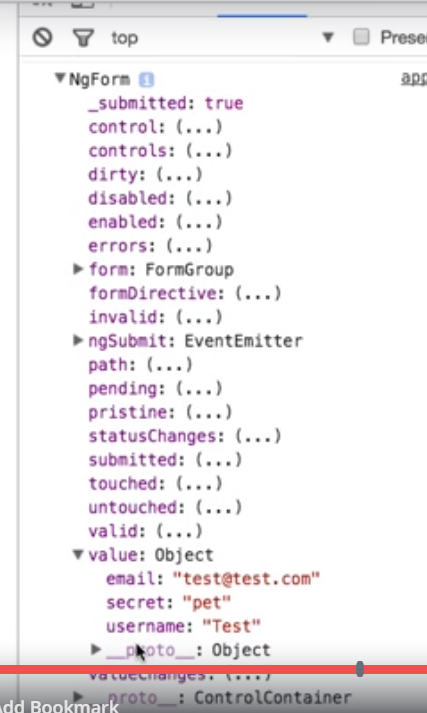 top
Prese
NgForm i
app
_submitted: true
control: (...)
controls: (...)
dirty: (...)
disabled: (...)
enabled: (...)
errors: (...)
form: FormGroup
formDirective: (...)
invalid: (...)
ngSubmit: EventEmitter
path: (...)
pending: (...)
pristine: (...)
statusChanges: (...)
submitted: (...)
touched: (...)
untouched: (...)
valid: (...)
value: Object
email: "test@test.com"
secret: "pet"
username: "Test"
__proto__: Object
valueChanges: (...)
Add Bookmark
__proto__: ControlContainer